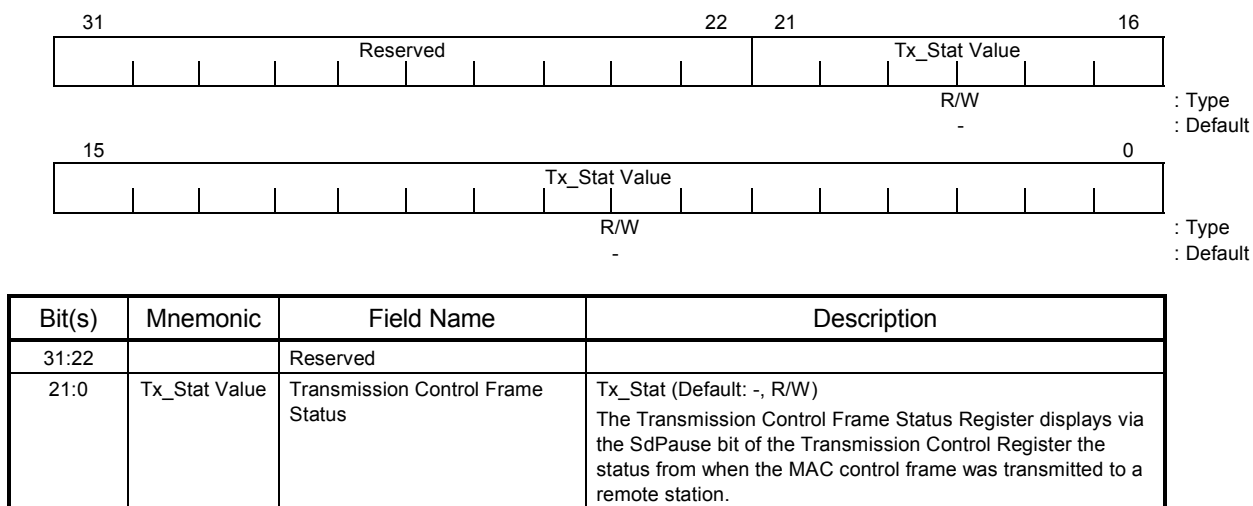 31 22 21 16
Reserved Tx_Stat Value
R/W : Type
- : Default
15 0
Tx_Stat Value
R/W : Type
- : Default
Bit(s) Mnemonic Field Name Description
31:22 Reserved
21:0 Tx_Stat Value Transmission Control Frame Status Tx_Stat (Default: -, R/W)
The Transmission Control Frame Status Register displays via
the SdPause bit of the Transmission Control Register the
status from when the MAC control frame was transmitted to a
remote station.